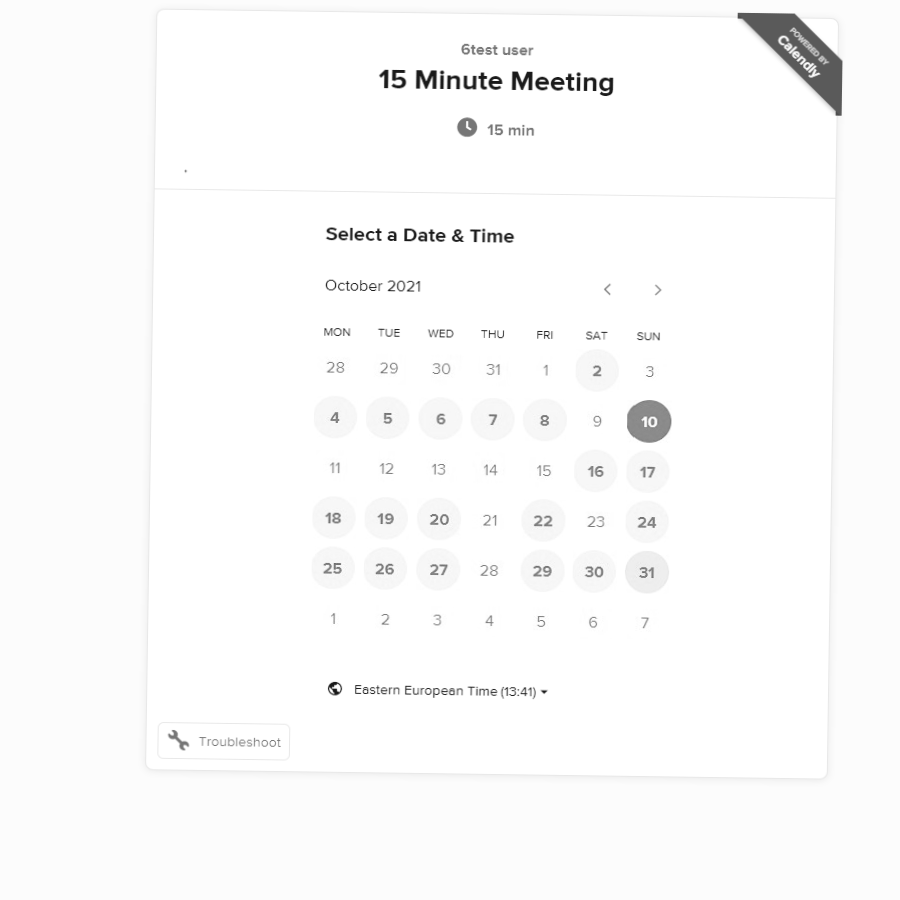 POWERED BY
Calendly
6test user
15 Minute Meeting
15 min
.
Select a Date & Time
October 2021
MON TUE WED THU FRI SAT SUN
28 29 30 31 1 2 3
4 5 6 7 8 9 10
11 12 13 14 15 16 17
18 19 20 21 22 23 24
25 26 27 28 29 30 31
1 2 3 4 5 6 7
Eastern European Time (13:41)
Troubleshoot